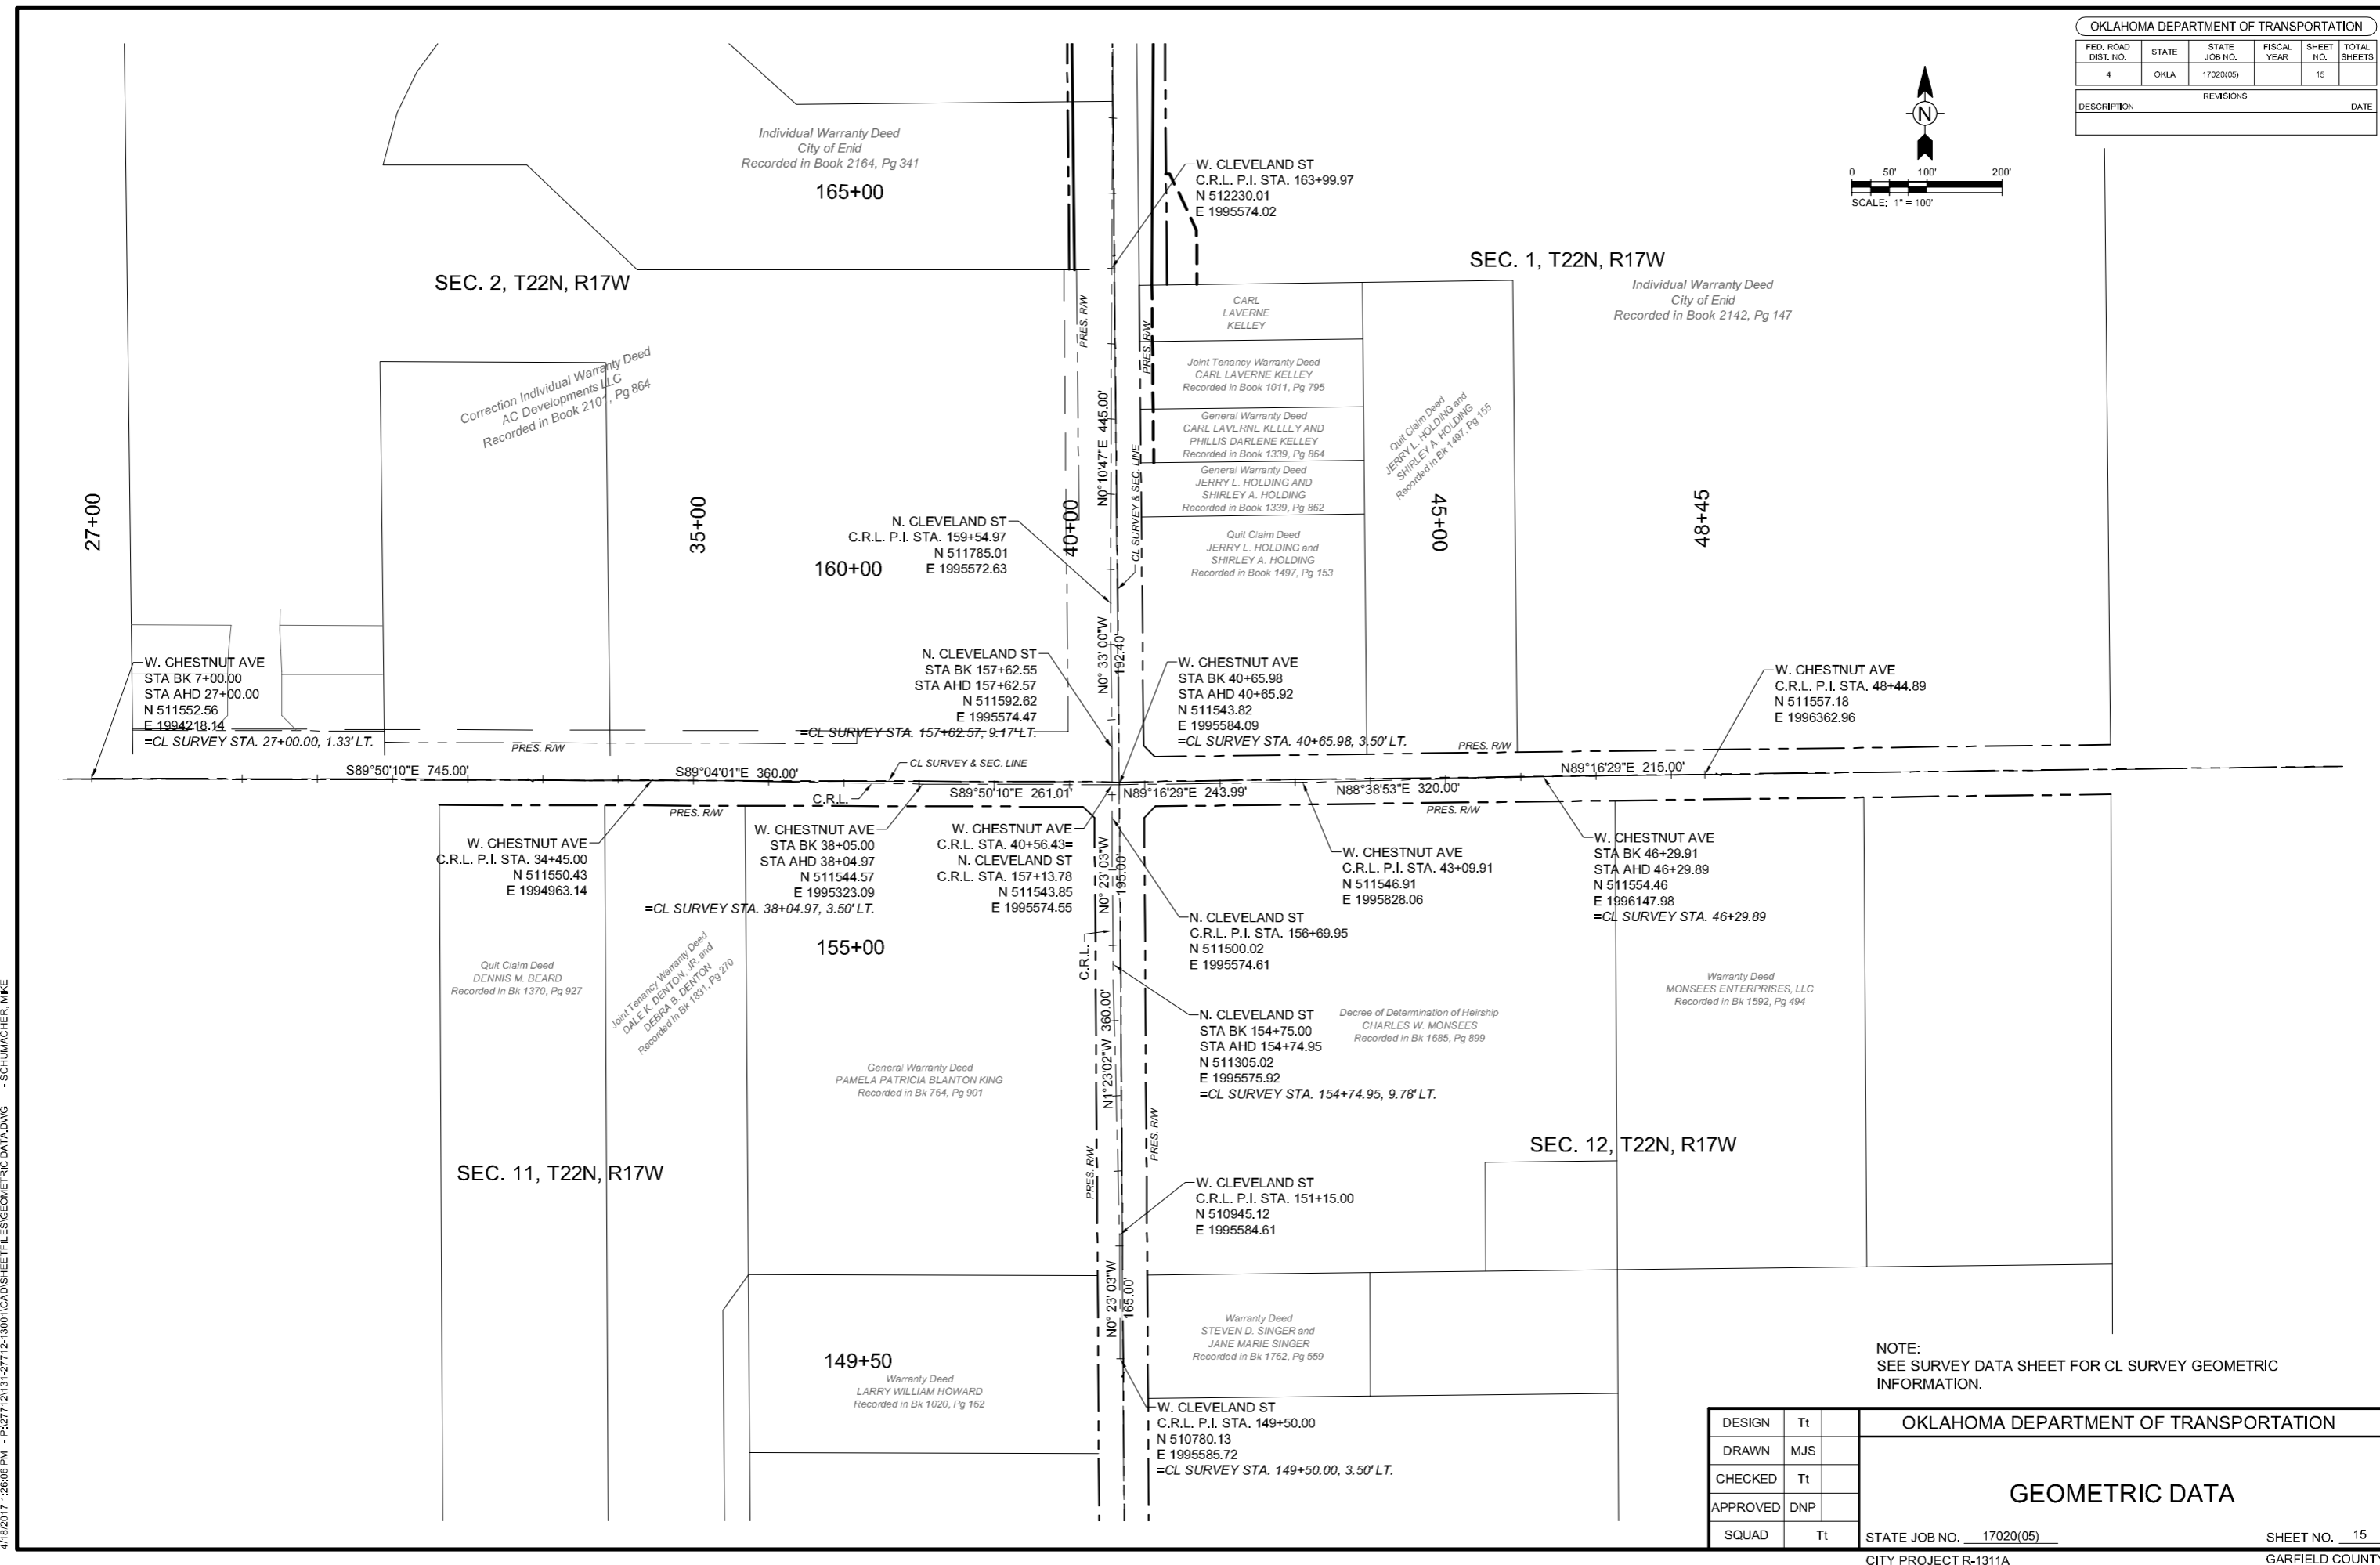 OKLAHOMA DEPARTMENT OF TRANSPORTATION
FED. ROAD DIST. NO. STATE STATE JOB NO. FISCAL YEAR SHEET NO. TOTAL SHEETS
4 OKLA 17020(05) 15
REVISIONS
DESCRIPTION DATE
N
0 50' 100' 200'
SCALE: 1" = 100'
Individual Warranty Deed
City of Enid
Recorded in Book 2164, Pg 341
165+00
W. CLEVELAND ST
C.R.L. P.I. STA. 163+99.97
N 512230.01
E 1995574.02
SEC. 2, T22N, R17W
SEC. 1, T22N, R17W
Individual Warranty Deed
City of Enid
Recorded in Book 2142, Pg 147
CARL
LAVERNE
KELLEY
PRES. R/W
PRES. R/W
Joint Tenancy Warranty Deed
CARL LAVERNE KELLEY
Recorded in Book 1011, Pg 795
General Warranty Deed
CARL LAVERNE KELLEY AND
PHILLIS DARLENE KELLEY
Recorded in Book 1339, Pg 864
General Warranty Deed
JERRY L. HOLDING AND
SHIRLEY A. HOLDING
Recorded in Book 1339, Pg 862
Quit Claim Deed
JERRY L. HOLDING and
SHIRLEY A. HOLDING
Recorded in Book 1497, Pg 153
Quit Claim Deed
JERRY L. HOLDING and
SHIRLEY A. HOLDING
Recorded in Bk 1497, Pg 155
Correction Individual Warranty Deed
AC Developments LLC
Recorded in Book 2101, Pg 864
27+00
35+00
40+00
45+00
48+45
N0°10'47"E 445.00'
CL SURVEY & SEC. LINE
N. CLEVELAND ST
C.R.L. P.I. STA. 159+54.97
N 511785.01
E 1995572.63
160+00
N0° 33' 00"W
192.40'
W. CHESTNUT AVE
STA BK 7+00.00
STA AHD 27+00.00
N 511552.56
E 1994218.14
=CL SURVEY STA. 27+00.00, 1.33' LT.
N. CLEVELAND ST
STA BK 157+62.55
STA AHD 157+62.57
N 511592.62
E 1995574.47
=CL SURVEY STA. 157+62.57, 9.17' LT.
W. CHESTNUT AVE
STA BK 40+65.98
STA AHD 40+65.92
N 511543.82
E 1995584.09
=CL SURVEY STA. 40+65.98, 3.50' LT.
W. CHESTNUT AVE
C.R.L. P.I. STA. 48+44.89
N 511557.18
E 1996362.96
PRES. R/W
PRES. R/W
S89°50'10"E 745.00'
S89°04'01"E 360.00'
CL SURVEY & SEC. LINE
C.R.L.
S89°50'10"E 261.01'
N89°16'29"E 243.99'
N88°38'53"E 320.00'
N89°16'29"E 215.00'
PRES. R/W
PRES. R/W
W. CHESTNUT AVE
C.R.L. P.I. STA. 34+45.00
N 511550.43
E 1994963.14
W. CHESTNUT AVE
STA BK 38+05.00
STA AHD 38+04.97
N 511544.57
E 1995323.09
=CL SURVEY STA. 38+04.97, 3.50' LT.
W. CHESTNUT AVE
C.R.L. STA. 40+56.43=
N. CLEVELAND ST
C.R.L. STA. 157+13.78
N 511543.85
E 1995574.55
N0° 23' 03"W
195.00'
W. CHESTNUT AVE
C.R.L. P.I. STA. 43+09.91
N 511546.91
E 1995828.06
W. CHESTNUT AVE
STA BK 46+29.91
STA AHD 46+29.89
N 511554.46
E 1996147.98
=CL SURVEY STA. 46+29.89
N. CLEVELAND ST
C.R.L. P.I. STA. 156+69.95
N 511500.02
E 1995574.61
155+00
C.R.L.
Quit Claim Deed
DENNIS M. BEARD
Recorded in Bk 1370, Pg 927
Joint Tenancy Warranty Deed
DALE K. DENTON, JR. and
DEBRA B. DENTON
Recorded in Bk 1831, Pg 270
N. CLEVELAND ST
STA BK 154+75.00
STA AHD 154+74.95
N 511305.02
E 1995575.92
=CL SURVEY STA. 154+74.95, 9.78' LT.
Decree of Determination of Heirship
CHARLES W. MONSEES
Recorded in Bk 1685, Pg 899
Warranty Deed
MONSEES ENTERPRISES, LLC
Recorded in Bk 1592, Pg 494
General Warranty Deed
PAMELA PATRICIA BLANTON KING
Recorded in Bk 764, Pg 901
N1°23'02"W 360.00'
PRES. R/W
PRES. R/W
SEC. 11, T22N, R17W
SEC. 12, T22N, R17W
W. CLEVELAND ST
C.R.L. P.I. STA. 151+15.00
N 510945.12
E 1995584.61
N0° 23' 03"W
165.00'
Warranty Deed
STEVEN D. SINGER and
JANE MARIE SINGER
Recorded in Bk 1762, Pg 559
149+50
Warranty Deed
LARRY WILLIAM HOWARD
Recorded in Bk 1020, Pg 162
W. CLEVELAND ST
C.R.L. P.I. STA. 149+50.00
N 510780.13
E 1995585.72
=CL SURVEY STA. 149+50.00, 3.50' LT.
NOTE:
SEE SURVEY DATA SHEET FOR CL SURVEY GEOMETRIC
INFORMATION.
DESIGN Tt
DRAWN MJS
CHECKED Tt
APPROVED DNP
SQUAD Tt
OKLAHOMA DEPARTMENT OF TRANSPORTATION
GEOMETRIC DATA
STATE JOB NO. 17020(05)
SHEET NO. 15
CITY PROJECT R-1311A
GARFIELD COUNTY
4/18/2017 1:26:06 PM - P:\27712\131-27712-13001\CAD\SHEETFILES\GEOMETRIC DATA.DWG - SCHUMACHER, MIKE